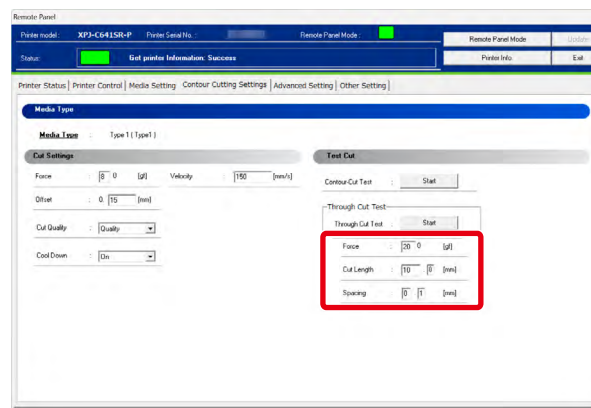 Remote Panel
Printer model : XPJ-C641SR-P Printer Serial No. : Remote Panel Mode : Remote Panel Mode Update
Status: Got printer Information: Success Printer Info. Exit
Printer Status Printer Control Media Setting Contour Cutting Settings Advanced Setting Other Setting
Media Type
Media Type : Type 1 ( Type1 )
Cut Settings Test Cut
Force : 8 0 [gf] Velocity : 150 [mm/s] Contour-Cut Test : Start
Offset : 0. 15 [mm] Through Cut Test
Through Cut Test : Start
Cut Quality : Quality
Force : 20 0 [gf]
Cool Down : On
Cut Length : 10 . 0 [mm]
Spacing : 0 . 1 [mm]